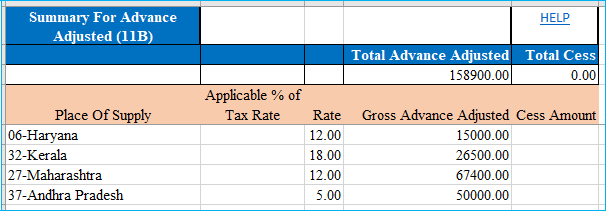 Summary For Advance HELP
Adjusted (11B)
Total Advance Adjusted Total Cess
158900.00 0.00
Applicable % of
Place Of Supply Tax Rate Rate Gross Advance Adjusted Cess Amount
06-Haryana 12.00 15000.00
32-Kerala 18.00 26500.00
27-Maharashtra 12.00 67400.00
37-Andhra Pradesh 5.00 50000.00